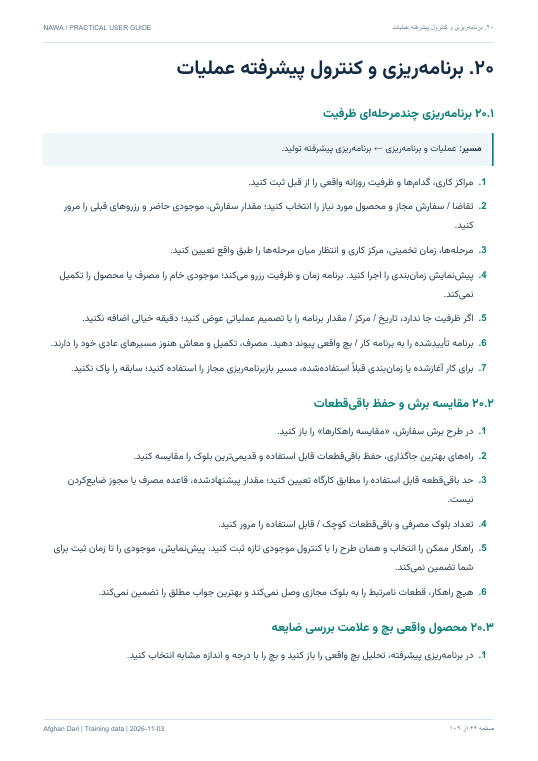 NAWA / PRACTICAL USER GUIDE
۲۰. برنامه‌ریزی و کنترول پیشرفته عملیات
۲۰. برنامه‌ریزی و کنترول پیشرفته عملیات
۲۰.۱ برنامه‌ریزی چندمرحله‌ای ظرفیت
مسیر: عملیات و برنامه‌ریزی ← برنامه‌ریزی پیشرفته تولید.
1. مراکز کاری، گدام‌ها و ظرفیت روزانه واقعی را از قبل ثبت کنید.
2. تقاضا / سفارش مجاز و محصول مورد نیاز را انتخاب کنید؛ مقدار سفارش، موجودی حاضر و رزروهای قبلی را مرور
کنید.
3. مرحله‌ها، زمان تخمینی، مرکز کاری و انتظار میان مرحله‌ها را طبق واقع تعیین کنید.
4. پیش‌نمایش زمان‌بندی را اجرا کنید. برنامه زمان و ظرفیت رزرو می‌کند؛ موجودی خام را مصرف یا محصول را تکمیل
نمی‌کند.
5. اگر ظرفیت جا ندارد، تاریخ / مرکز / مقدار برنامه را با تصمیم عملیاتی عوض کنید؛ دقیقه خیالی اضافه نکنید.
6. برنامه تأییدشده را به برنامه کار / بچ واقعی پیوند دهید. مصرف، تکمیل و معاش هنوز مسیرهای عادی خود را دارند.
7. برای کار آغازشده یا زمان‌بندی قبلاً استفاده‌شده، مسیر بازبرنامه‌ریزی مجاز را استفاده کنید؛ سابقه را پاک نکنید.
۲۰.۲ مقایسه برش و حفظ باقی‌قطعات
1. در طرح برش سفارش، «مقایسه راهکارها» را باز کنید.
2. راه‌های بهترین جاگذاری، حفظ باقی‌قطعات قابل استفاده و قدیمی‌ترین بلوک را مقایسه کنید.
3. حد باقی‌قطعه قابل استفاده را مطابق کارگاه تعیین کنید؛ مقدار پیشنهادشده، قاعده مصرف یا مجوز ضایع‌کردن
نیست.
4. تعداد بلوک مصرفی و باقی‌قطعات کوچک / قابل استفاده را مرور کنید.
5. راهکار ممکن را انتخاب و همان طرح را با کنترول موجودی تازه ثبت کنید. پیش‌نمایش، موجودی را تا زمان ثبت برای
شما تضمین نمی‌کند.
6. هیچ راهکار، قطعات نامرتبط را به بلوک مجازی وصل نمی‌کند و بهترین جواب مطلق را تضمین نمی‌کند.
۲۰.۳ محصول واقعی بچ و علامت بررسی ضایعه
1. در برنامه‌ریزی پیشرفته، تحلیل بچ واقعی را باز کنید و بچ را با درجه و اندازه مشابه انتخاب کنید.
Afghan Dari | Training data | 2026-11-03
صفحه ۴۴ از ۱۰۹